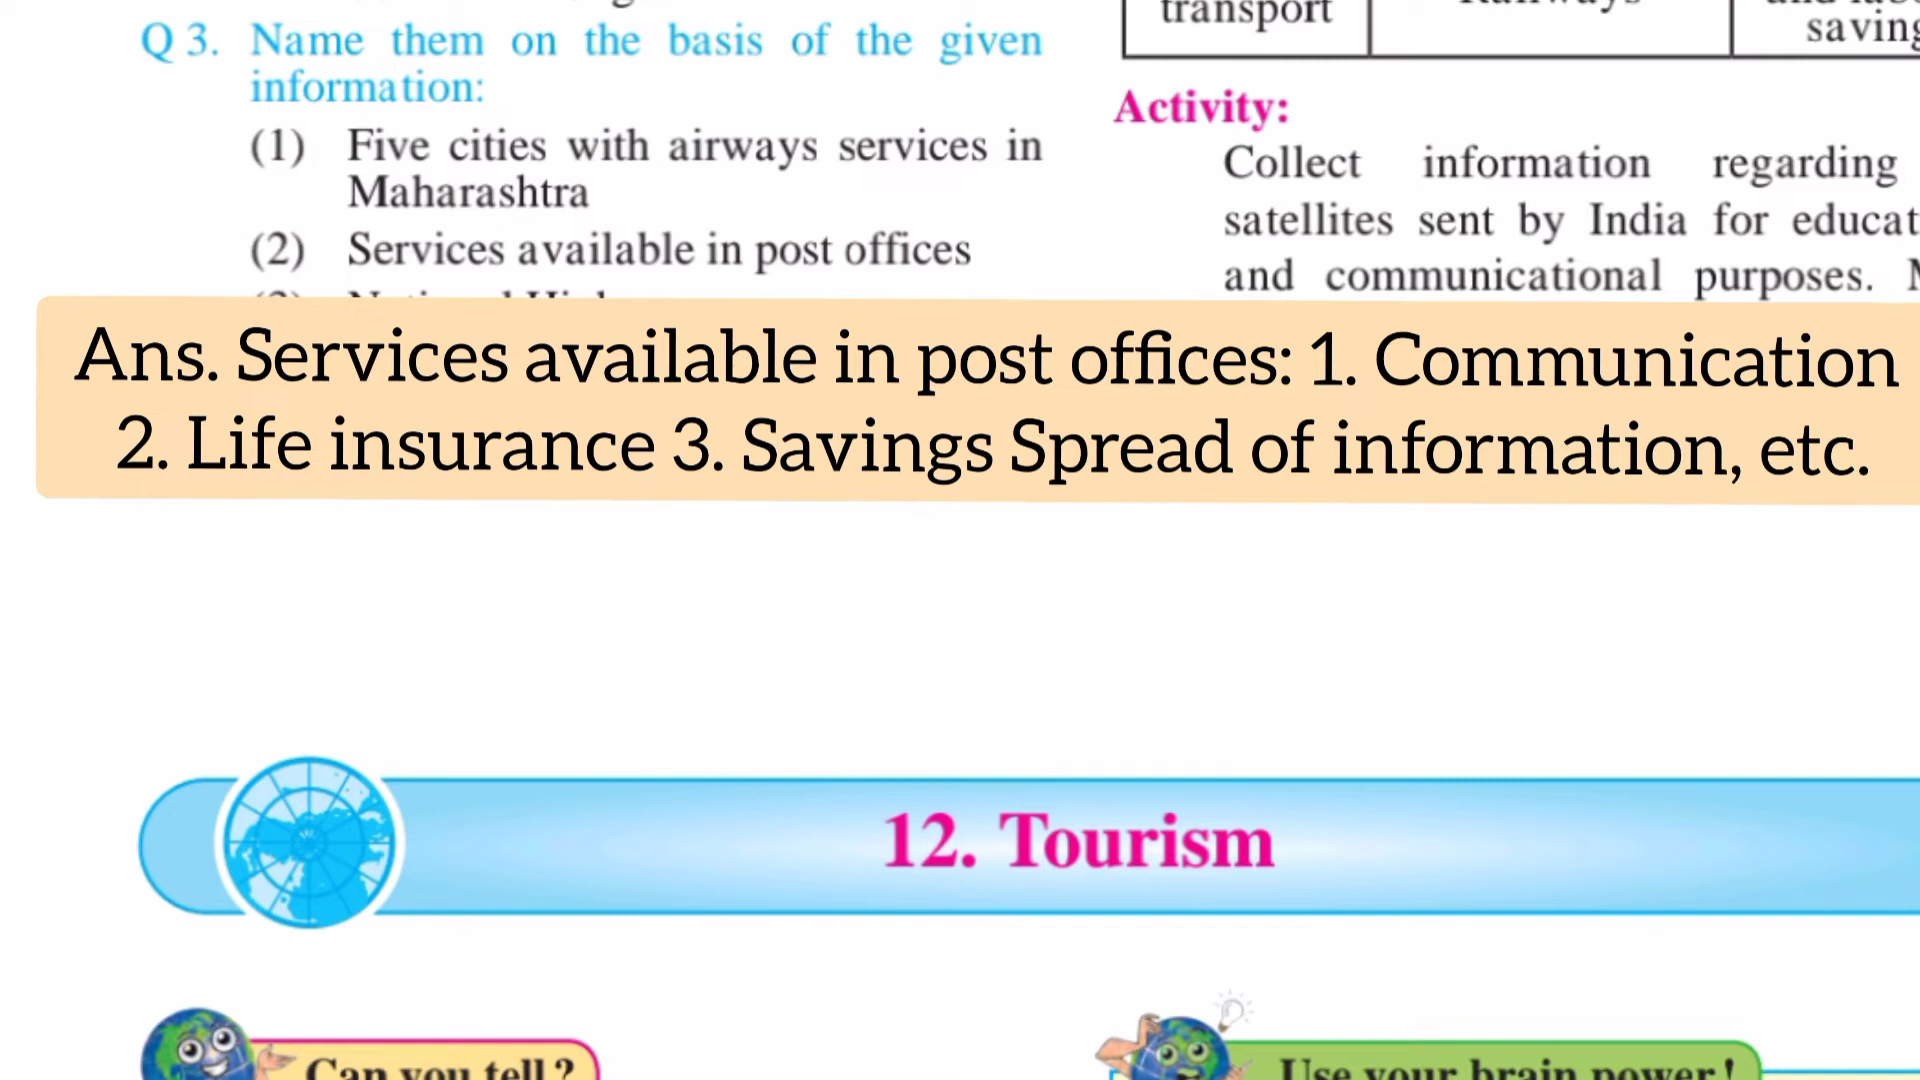 Q 3. Name them on the basis of the given
information:
(1) Five cities with airways services in
Maharashtra
(2) Services available in post offices
transport
saving
Activity:
Collect information regarding
satellites sent by India for educat
and communicational purposes. M
Ans. Services available in post offices: 1. Communication
2. Life insurance 3. Savings Spread of information, etc.
12. Tourism
Can you tell?
Use your brain power!